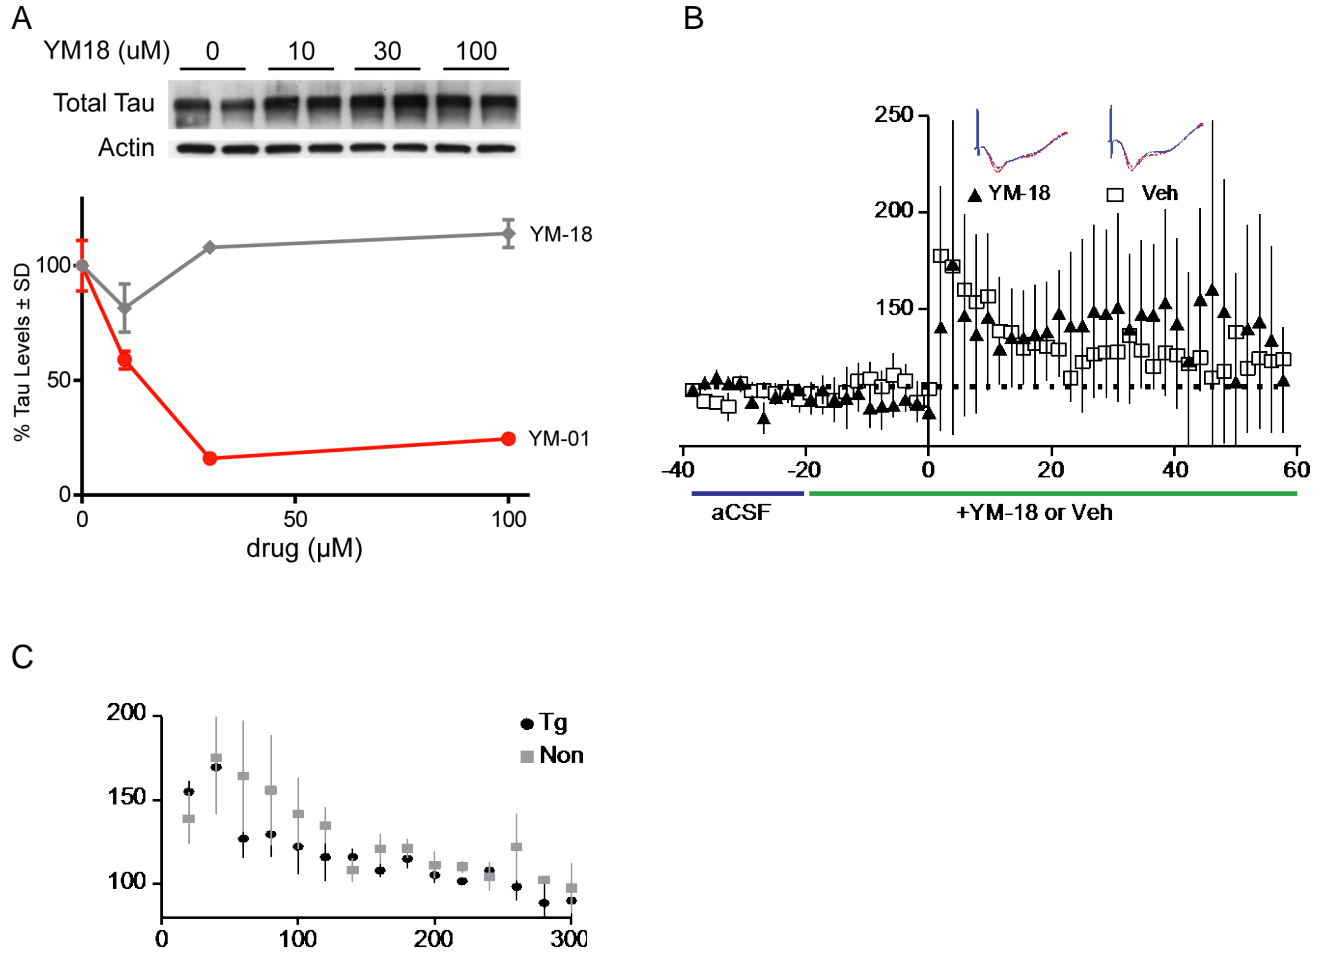 A
YM18 (uM) 0 10 30 100
Total Tau
Actin
% Tau Levels ± SD
100
50
0
YM-18
YM-01
0 50 100
drug (µM)
B
250
200
150
YM-18 Veh
-40 -20 0 20 40 60
aCSF +YM-18 or Veh
C
200
150
100
Tg
Non
0 100 200 300